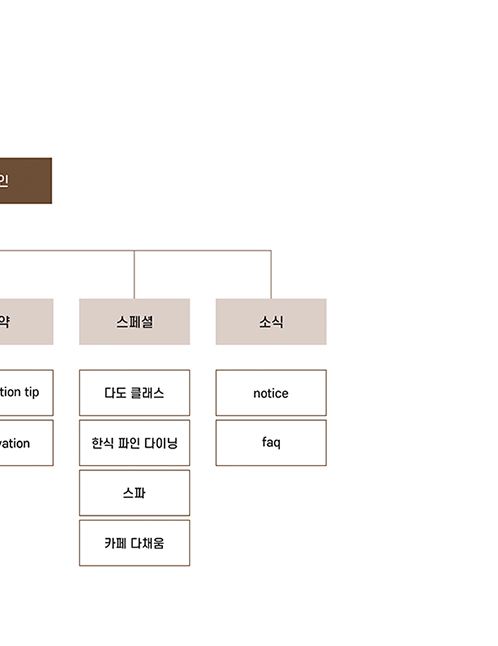 인
약
스페셜
소식
tion tip
다도 클래스
notice
vation
한식 파인 다이닝
faq
스파
카페 다채움